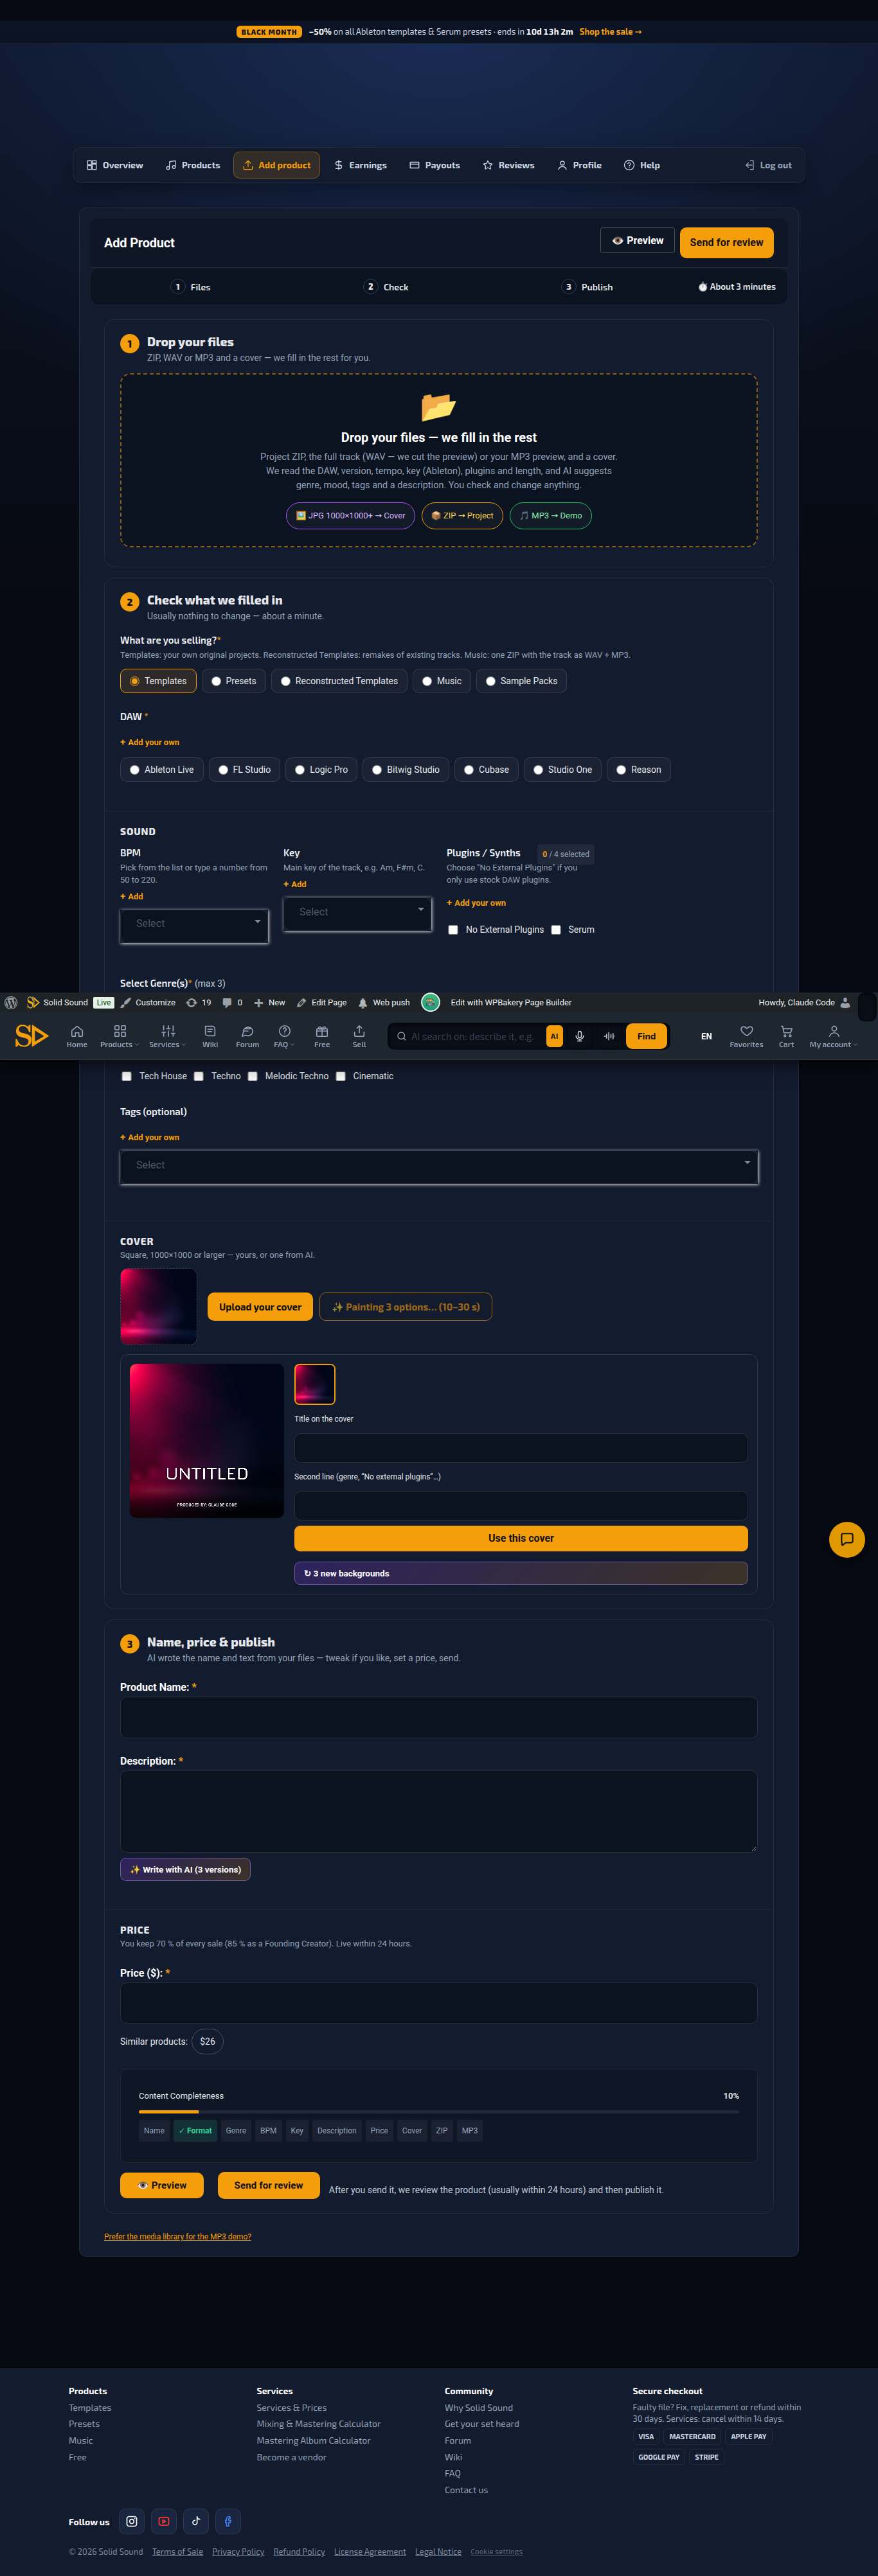 BLACK MONTH −50% on all Ableton templates & Serum presets · ends in 10d 13h 2m Shop the sale →
Overview Products Add product Earnings Payouts Reviews Profile Help Log out
Add Product
👁️ Preview Send for review
1 Files 2 Check 3 Publish ⏱️ About 3 minutes
1 Drop your files
ZIP, WAV or MP3 and a cover — we fill in the rest for you.
Drop your files — we fill in the rest
Project ZIP, the full track (WAV — we cut the preview) or your MP3 preview, and a cover.
We read the DAW, version, tempo, key (Ableton), plugins and length, and AI suggests
genre, mood, tags and a description. You check and change anything.
🖼️ JPG 1000×1000+ → Cover 📦 ZIP → Project 🎵 MP3 → Demo
2 Check what we filled in
Usually nothing to change — about a minute.
What are you selling?*
Templates: your own original projects. Reconstructed Templates: remakes of existing tracks. Music: one ZIP with the track as WAV + MP3.
Templates Presets Reconstructed Templates Music Sample Packs
DAW *
+ Add your own
Ableton Live FL Studio Logic Pro Bitwig Studio Cubase Studio One Reason
SOUND
BPM
Pick from the list or type a number from
50 to 220.
+ Add
Select
Key
Main key of the track, e.g. Am, F#m, C.
+ Add
Select
Plugins / Synths 0 / 4 selected
Choose "No External Plugins" if you
only use stock DAW plugins.
+ Add your own
No External Plugins Serum
Select Genre(s)* (max 3)
Solid Sound Live Customize 19 0 New Edit Page Web push Edit with WPBakery Page Builder Howdy, Claude Code
Home Products Services Wiki Forum FAQ Free Sell AI search on: describe it, e.g. AI Find EN Favorites Cart My account
Tech House Techno Melodic Techno Cinematic
Tags (optional)
+ Add your own
Select
COVER
Square, 1000×1000 or larger — yours, or one from AI.
Upload your cover ✨ Painting 3 options… (10–30 s)
UNTITLED
PRODUCED BY: CLAUDE CODE
Title on the cover
Second line (genre, "No external plugins"…)
Use this cover
↻ 3 new backgrounds
3 Name, price & publish
AI wrote the name and text from your files — tweak if you like, set a price, send.
Product Name: *
Description: *
✨ Write with AI (3 versions)
PRICE
You keep 70 % of every sale (85 % as a Founding Creator). Live within 24 hours.
Price ($): *
Similar products: $26
Content Completeness 10%
Name ✓ Format Genre BPM Key Description Price Cover ZIP MP3
👁️ Preview Send for review After you send it, we review the product (usually within 24 hours) and then publish it.
Prefer the media library for the MP3 demo?
Products
Templates
Presets
Music
Free
Services
Services & Prices
Mixing & Mastering Calculator
Mastering Album Calculator
Become a vendor
Community
Why Solid Sound
Get your set heard
Forum
Wiki
FAQ
Contact us
Secure checkout
Faulty file? Fix, replacement or refund within
30 days. Services: cancel within 14 days.
VISA MASTERCARD APPLE PAY
GOOGLE PAY STRIPE
Follow us
© 2026 Solid Sound Terms of Sale Privacy Policy Refund Policy License Agreement Legal Notice Cookie settings